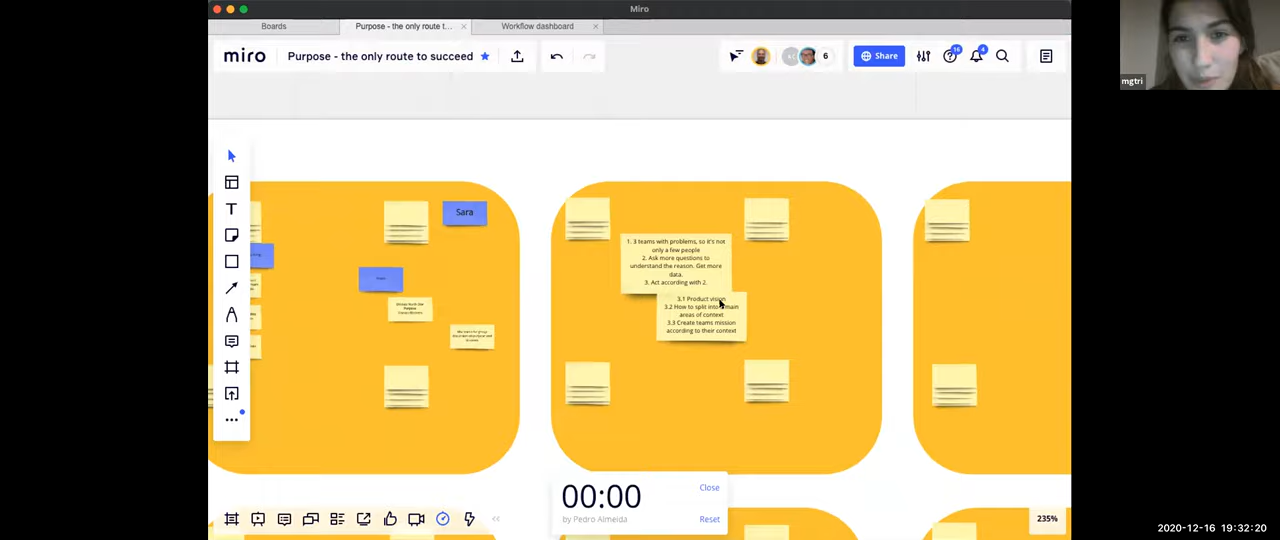 Miro
Boards
Purpose - the only route t...
Workflow dashboard
miro
Purpose - the only route to succeed
6
Share
16
4
mgtri
Sara
1. 3 teams with problems, so it's not
only a few people
2. Ask more questions to
understand the reason. Get more
data.
3. Act according with 2.
3.1 Product vision
3.2 How to split into main
areas of context
3.3 Create teams mission
according to their context
00:00
Close
by Pedro Almeida
Reset
235%
2020-12-16 19:32:20